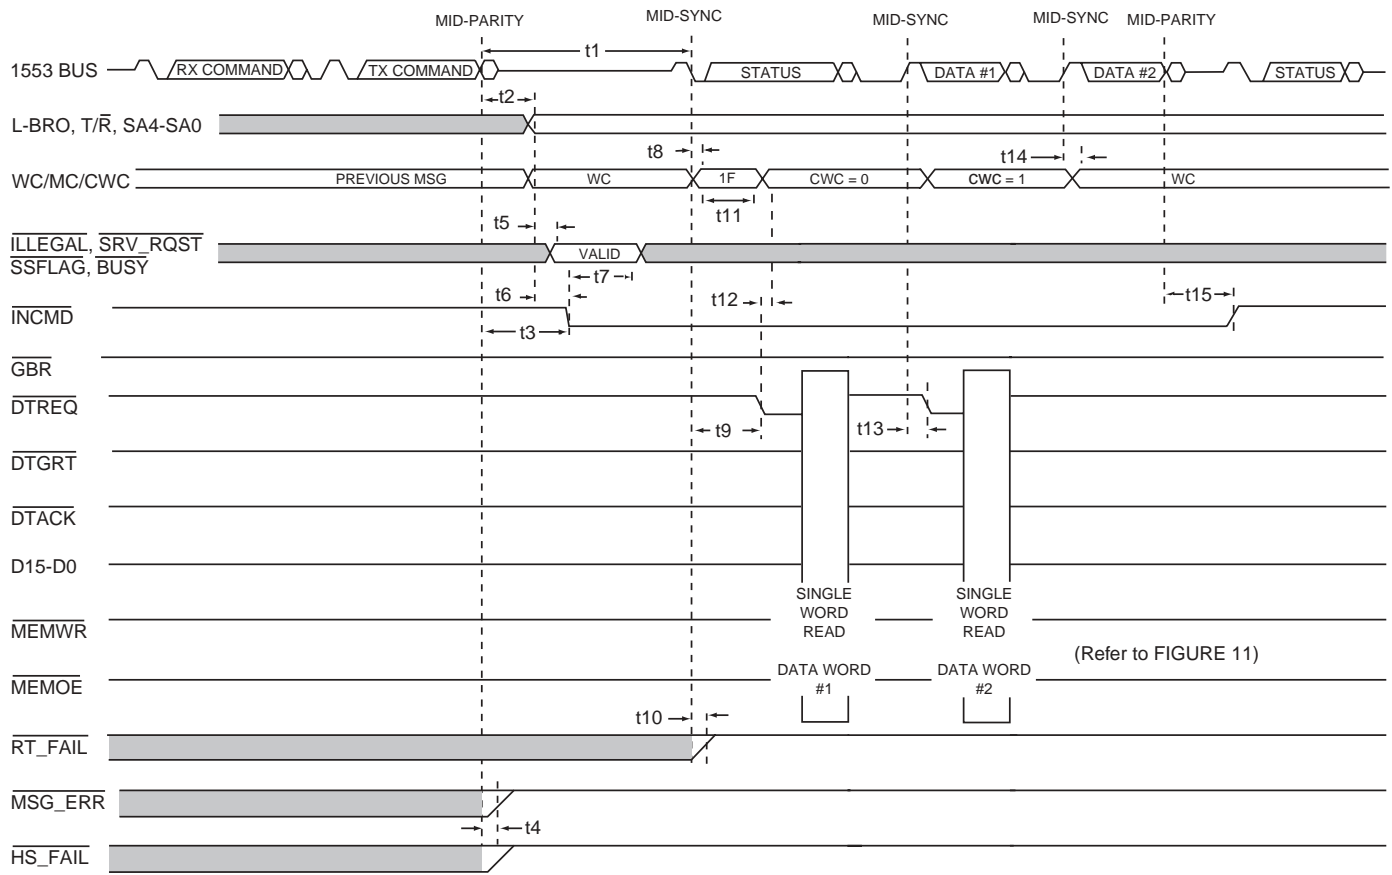 MID-PARITY
MID-SYNC
MID-SYNC
MID-SYNC
MID-PARITY
t1
1553 BUS
RX COMMAND
TX COMMAND
STATUS
DATA #1
DATA #2
STATUS
t2
L-BRO, T/R̅, SA4-SA0
t8
t14
WC/MC/CWC
PREVIOUS MSG
WC
1F
CWC = 0
CWC = 1
WC
t11
t5
ILLEGAL, SRV_RQST
SSFLAG, BUSY
VALID
t7
t6
t12
t15
INCMD
t3
GBR
DTREQ
t9
t13
DTGRT
DTACK
D15-D0
SINGLE
WORD
READ
SINGLE
WORD
READ
MEMWR
(Refer to FIGURE 11)
MEMOE
DATA WORD
#1
DATA WORD
#2
t10
RT_FAIL
MSG_ERR
t4
HS_FAIL